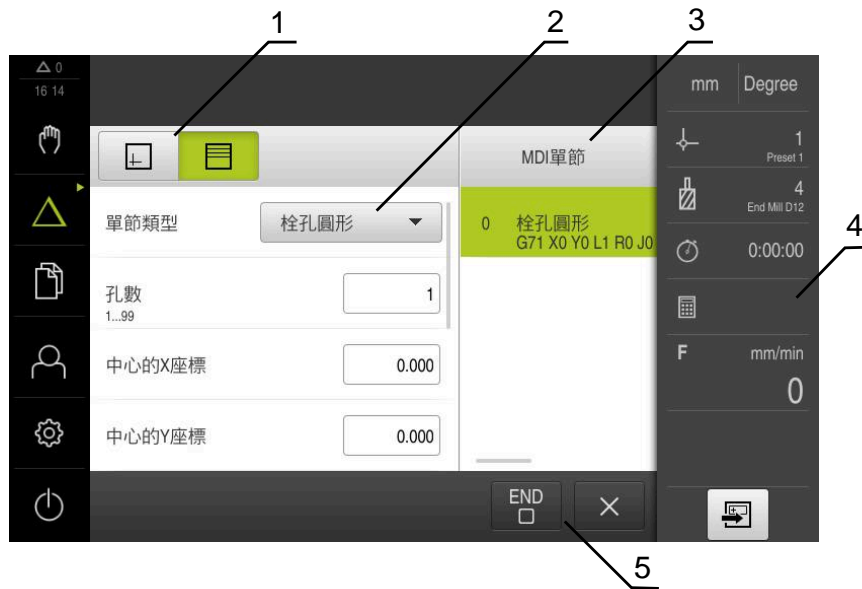 1
2
3
0
16 14
mm Degree
MDI單節
1
Preset 1
單節類型
栓孔圓形
0 栓孔圓形
G71 X0 Y0 L1 R0 J0
4
End Mill D12
4
孔數
1...99
1
0:00:00
中心的X座標
0.000
F mm/min
0
中心的Y座標
0.000
END
5